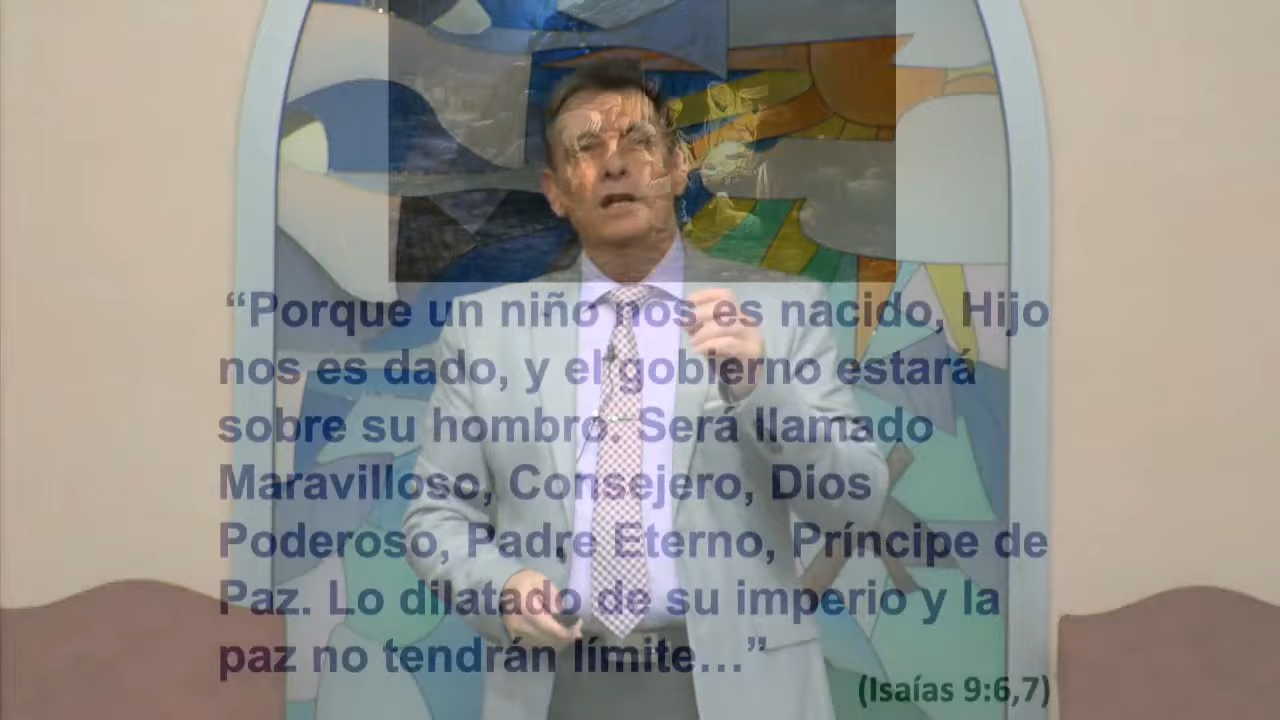 “Porque un niño nos es nacido, Hijo
nos es dado, y el gobierno estará
sobre su hombro. Será llamado
Maravilloso, Consejero, Dios
Poderoso, Padre Eterno, Príncipe de
Paz. Lo dilatado de su imperio y la
paz no tendrán límite…”
(Isaías 9:6,7)